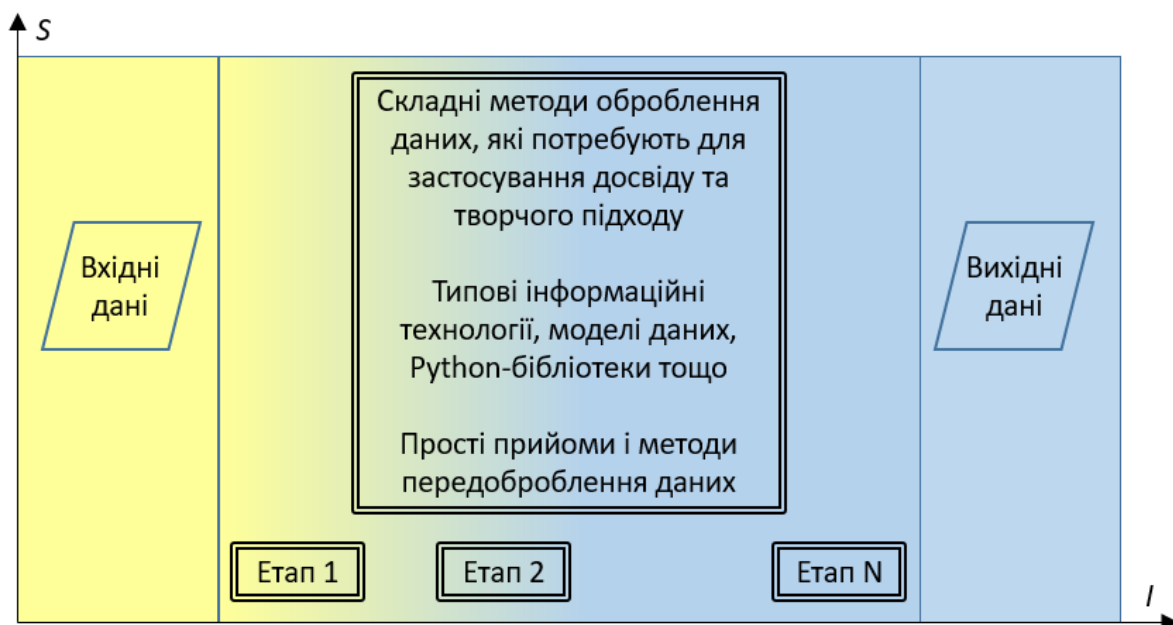 S
Складні методи оброблення
даних, які потребують для
застосування досвіду та
творчого підходу
Вхідні
дані
Типові інформаційні
технології, моделі даних,
Python-бібліотеки тощо
Вихідні
дані
Прості прийоми і методи
передоброблення даних
Етап 1
Етап 2
Етап N
I